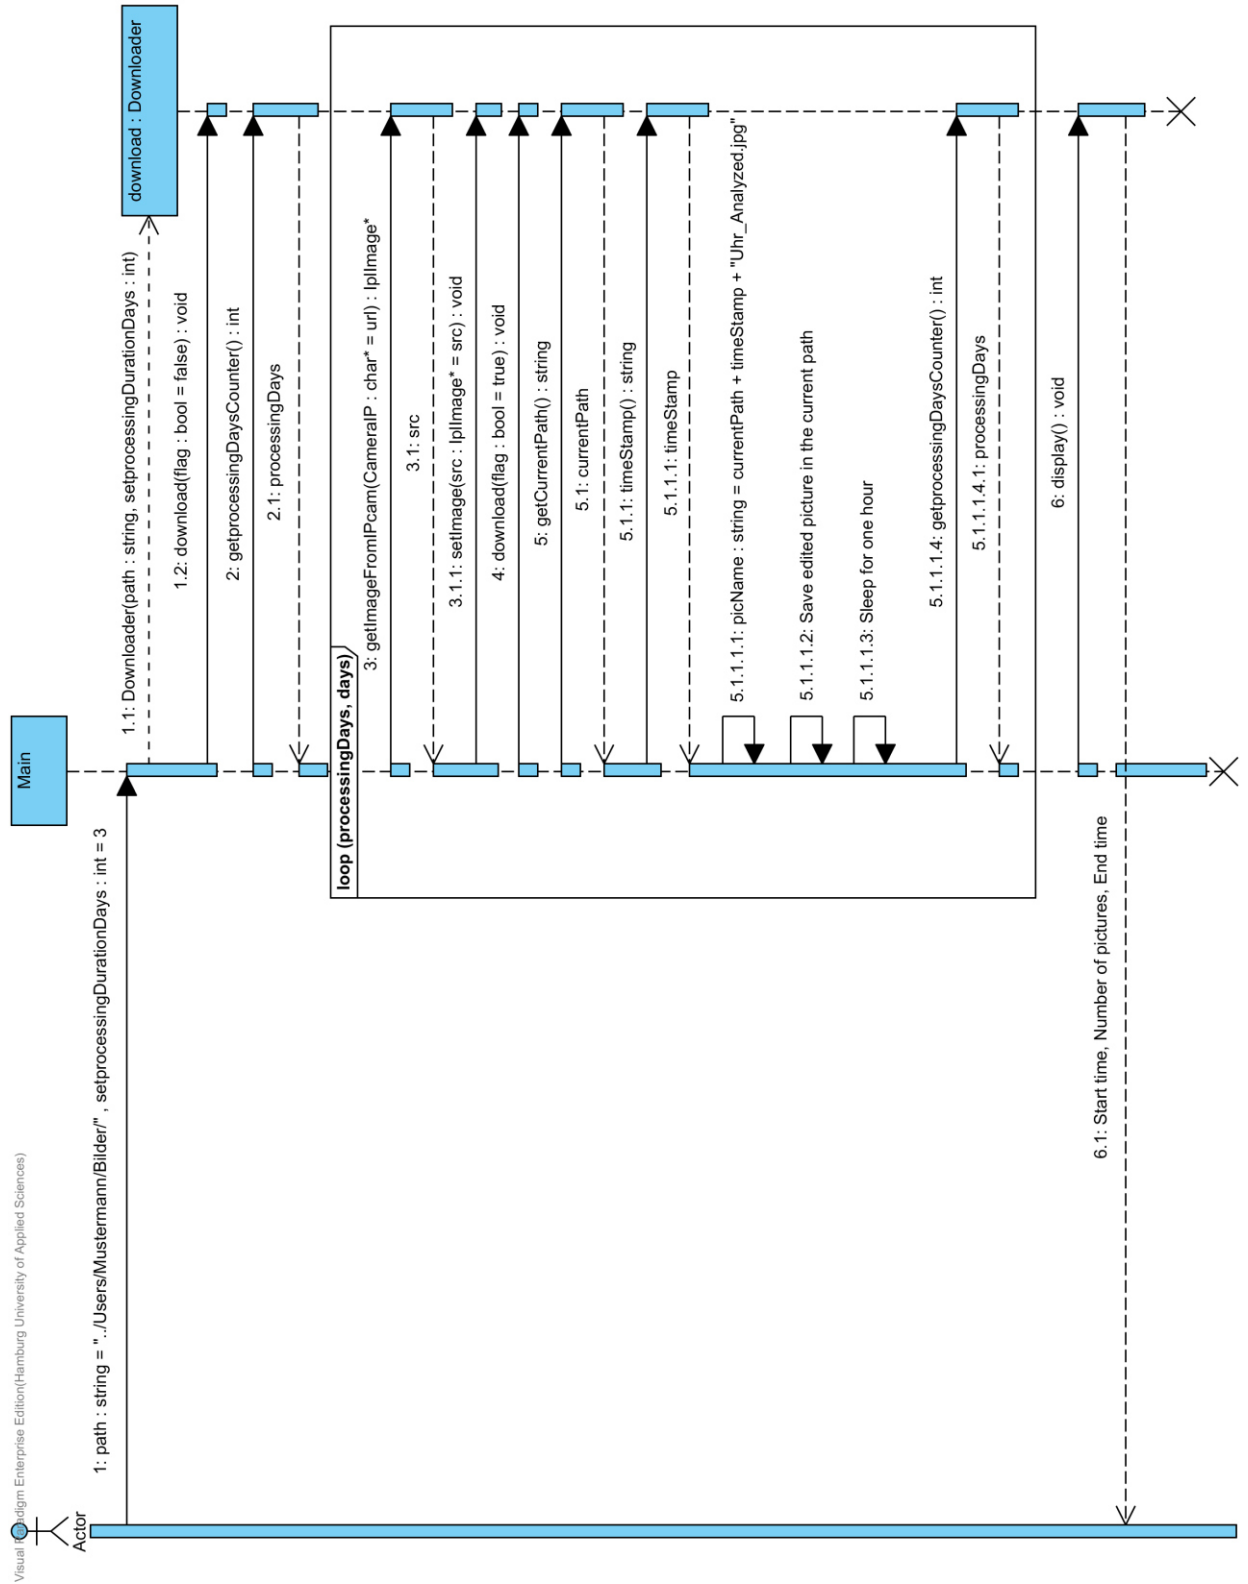 Visual Paradigm Enterprise Edition(Hamburg University of Applied Sciences)
Actor
Main
download : Downloader
1: path : string = "../Users/Mustermann/Bilder/" , setprocessingDurationDays : int = 3
1.1: Downloader(path : string, setprocessingDurationDays : int)
1.2: download(flag : bool = false) : void
2: getprocessingDaysCounter() : int
2.1: processingDays
loop (processingDays, days)
3: getImageFromIPcam(CameraIP : char* = url) : IplImage*
3.1: src
3.1.1: setImage(src : IplImage* = src) : void
4: download(flag : bool = true) : void
5: getCurrentPath() : string
5.1: currentPath
5.1.1: timeStamp() : string
5.1.1.1: timeStamp
5.1.1.1.1: picName : string = currentPath + timeStamp + "Uhr_Analyzed.jpg"
5.1.1.1.2: Save edited picture in the current path
5.1.1.1.3: Sleep for one hour
5.1.1.1.4: getprocessingDaysCounter() : int
5.1.1.1.4.1: processingDays
6: display() : void
6.1: Start time, Number of pictures, End time